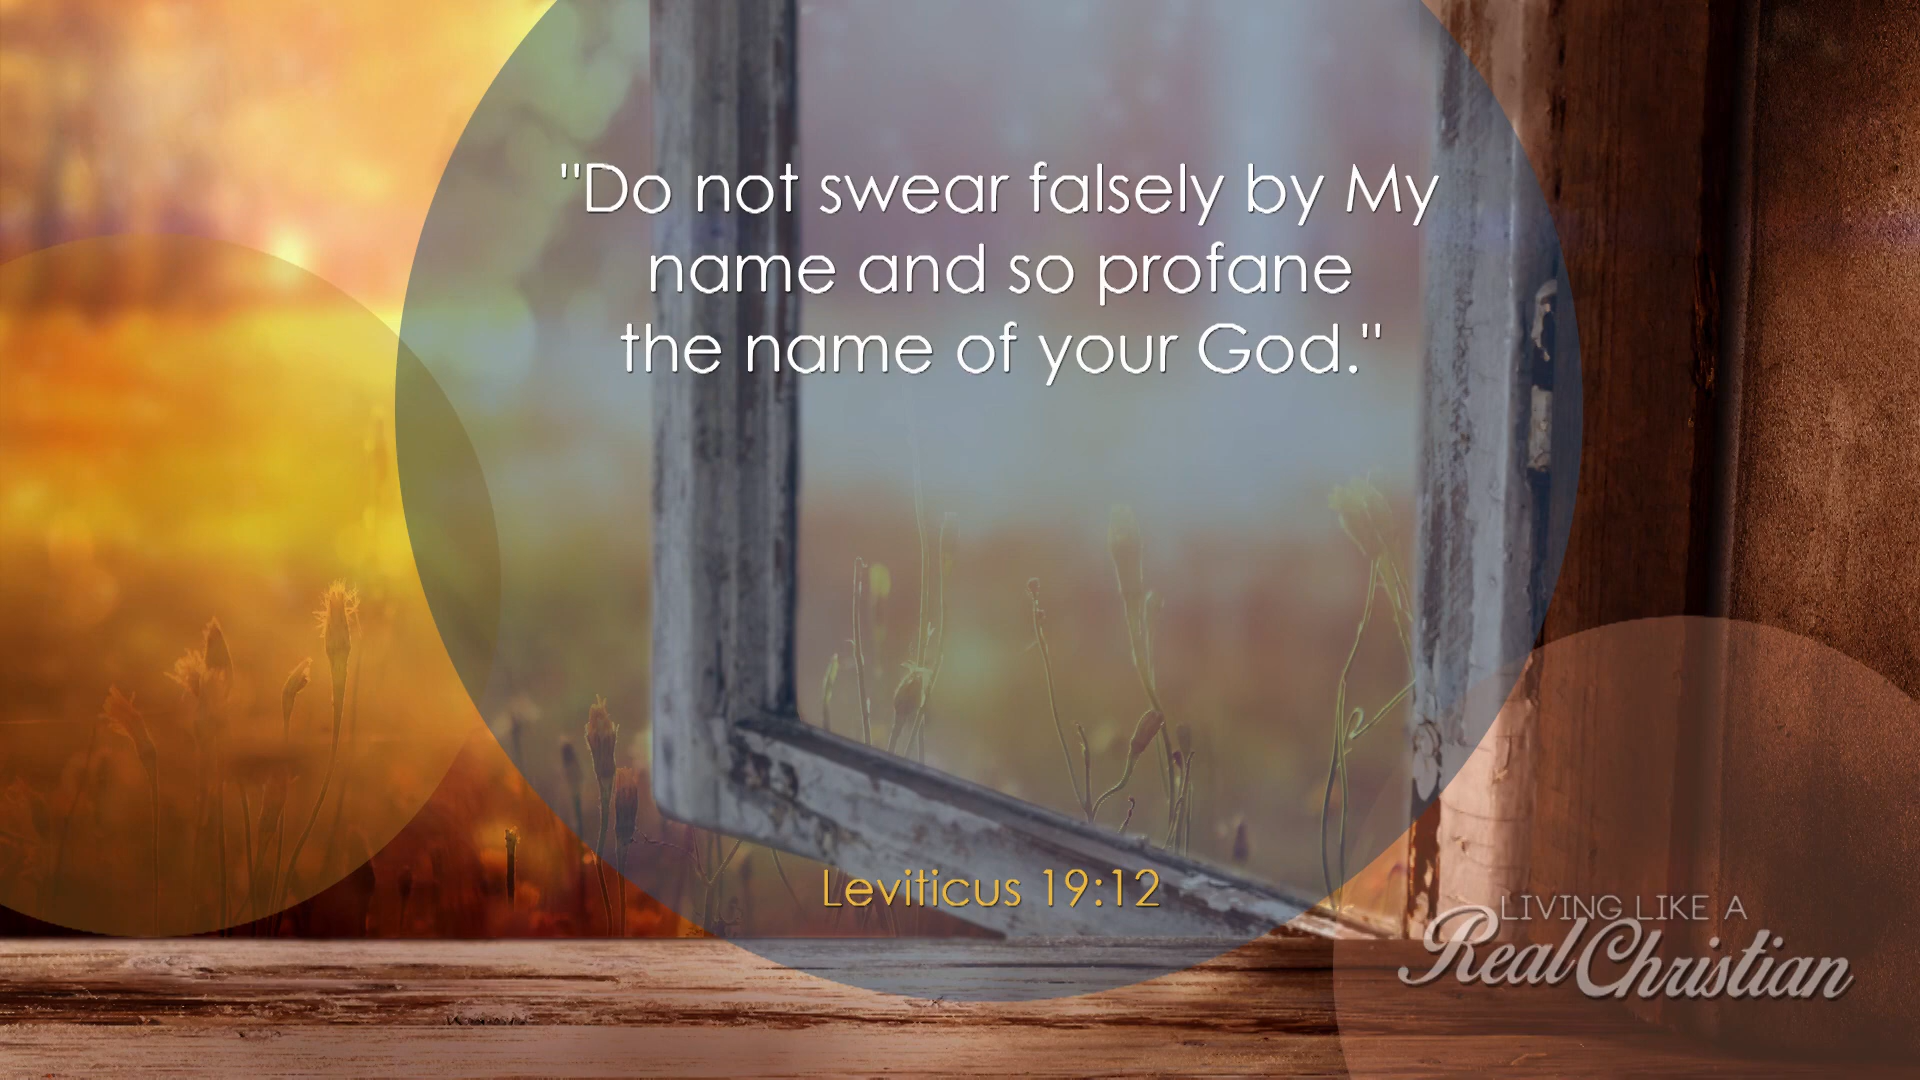 "Do not swear falsely by My
name and so profane
the name of your God."
Leviticus 19:12
LIVING LIKE A
Real Christian